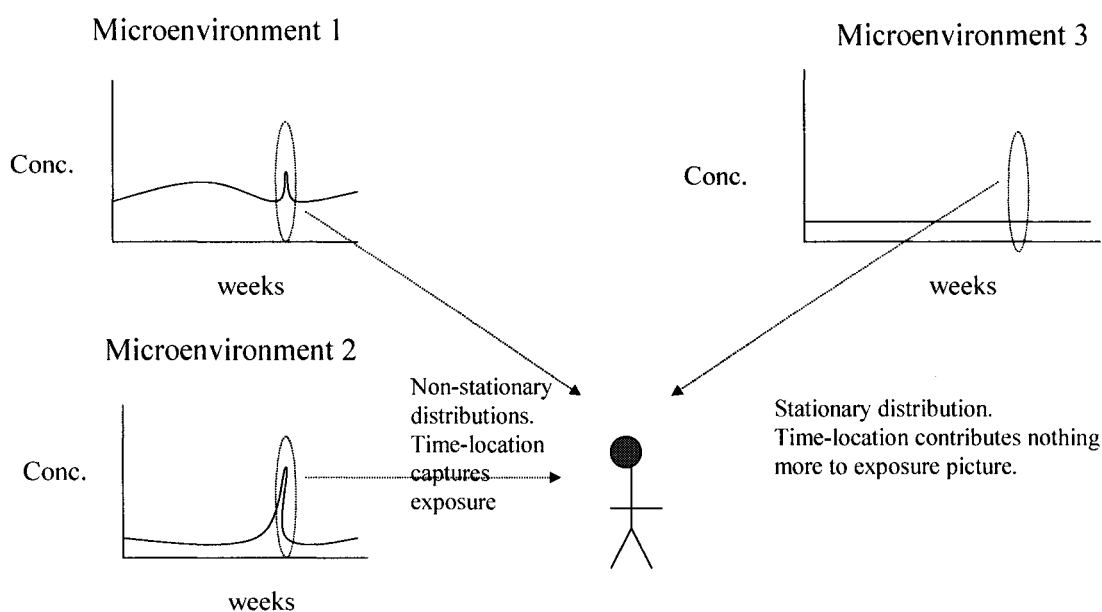 Microenvironment 1
Conc.
weeks
Microenvironment 3
Conc.
weeks
Microenvironment 2
Conc.
weeks
Non-stationary
distributions.
Time-location
captures
exposure
Stationary distribution.
Time-location contributes nothing
more to exposure picture.